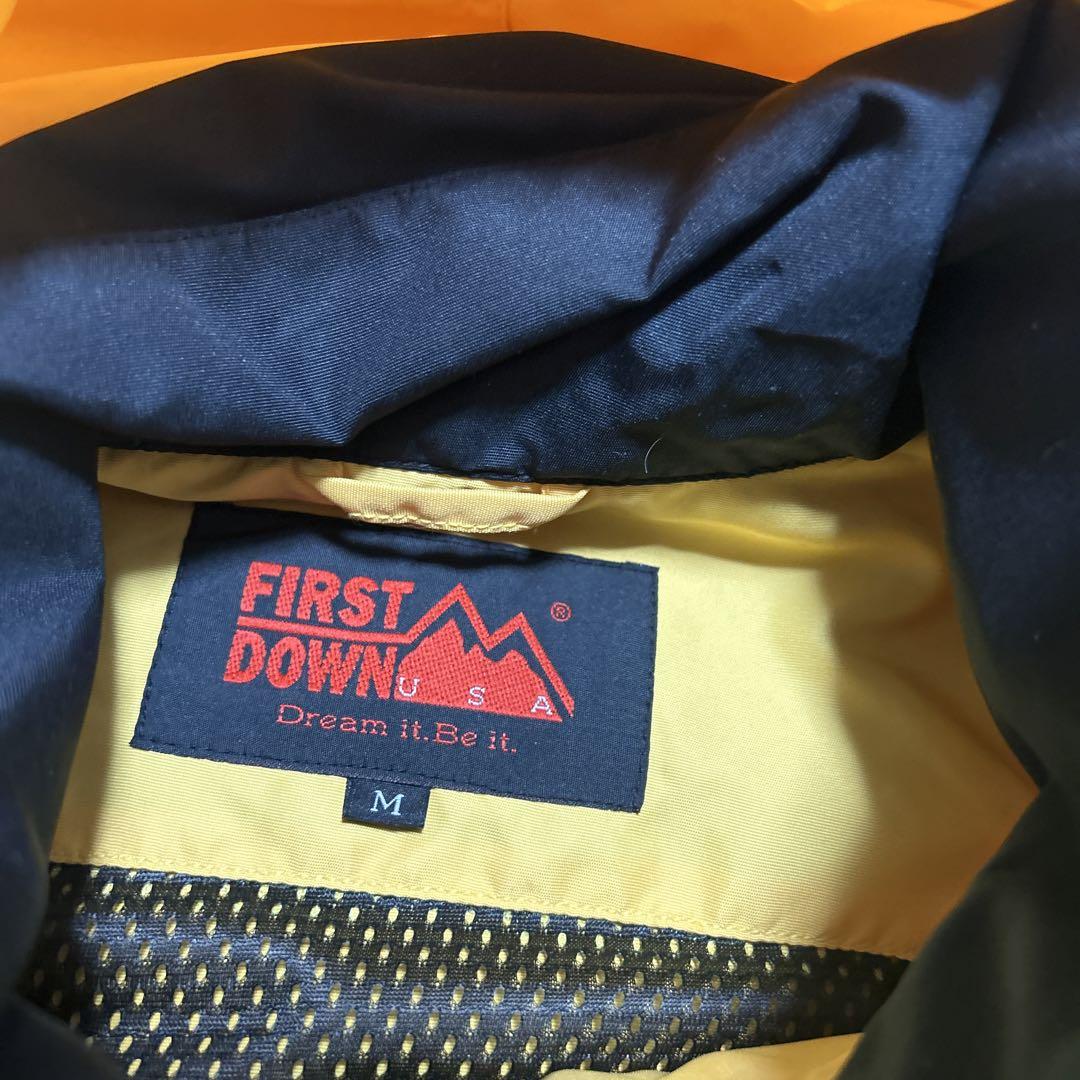 FIRST
DOWN
U S A
®
Dream it.Be it.
M